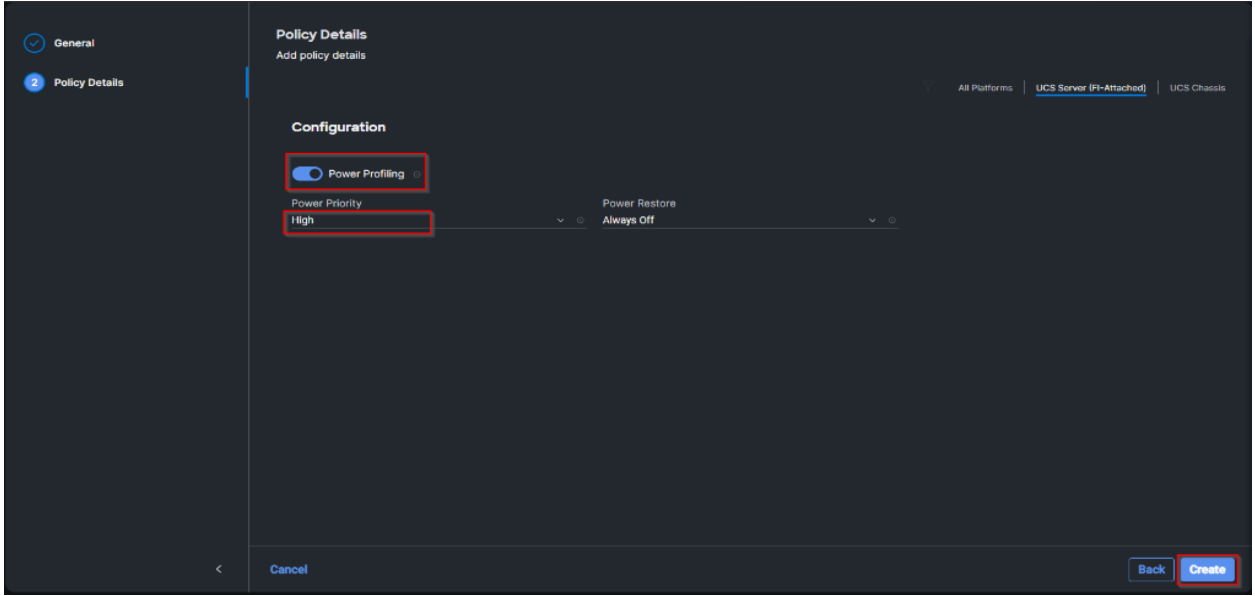 General
2 Policy Details
Policy Details
Add policy details
All Platforms | UCS Server (FI-Attached) | UCS Chassis
Configuration
Power Profiling
Power Priority
High
Power Restore
Always Off
Cancel
Back
Create